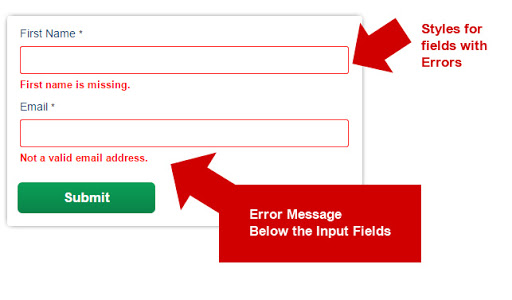 First Name *
Styles for
fields with
Errors
First name is missing.
Email *
Not a valid email address.
Submit
Error Message
Below the Input Fields